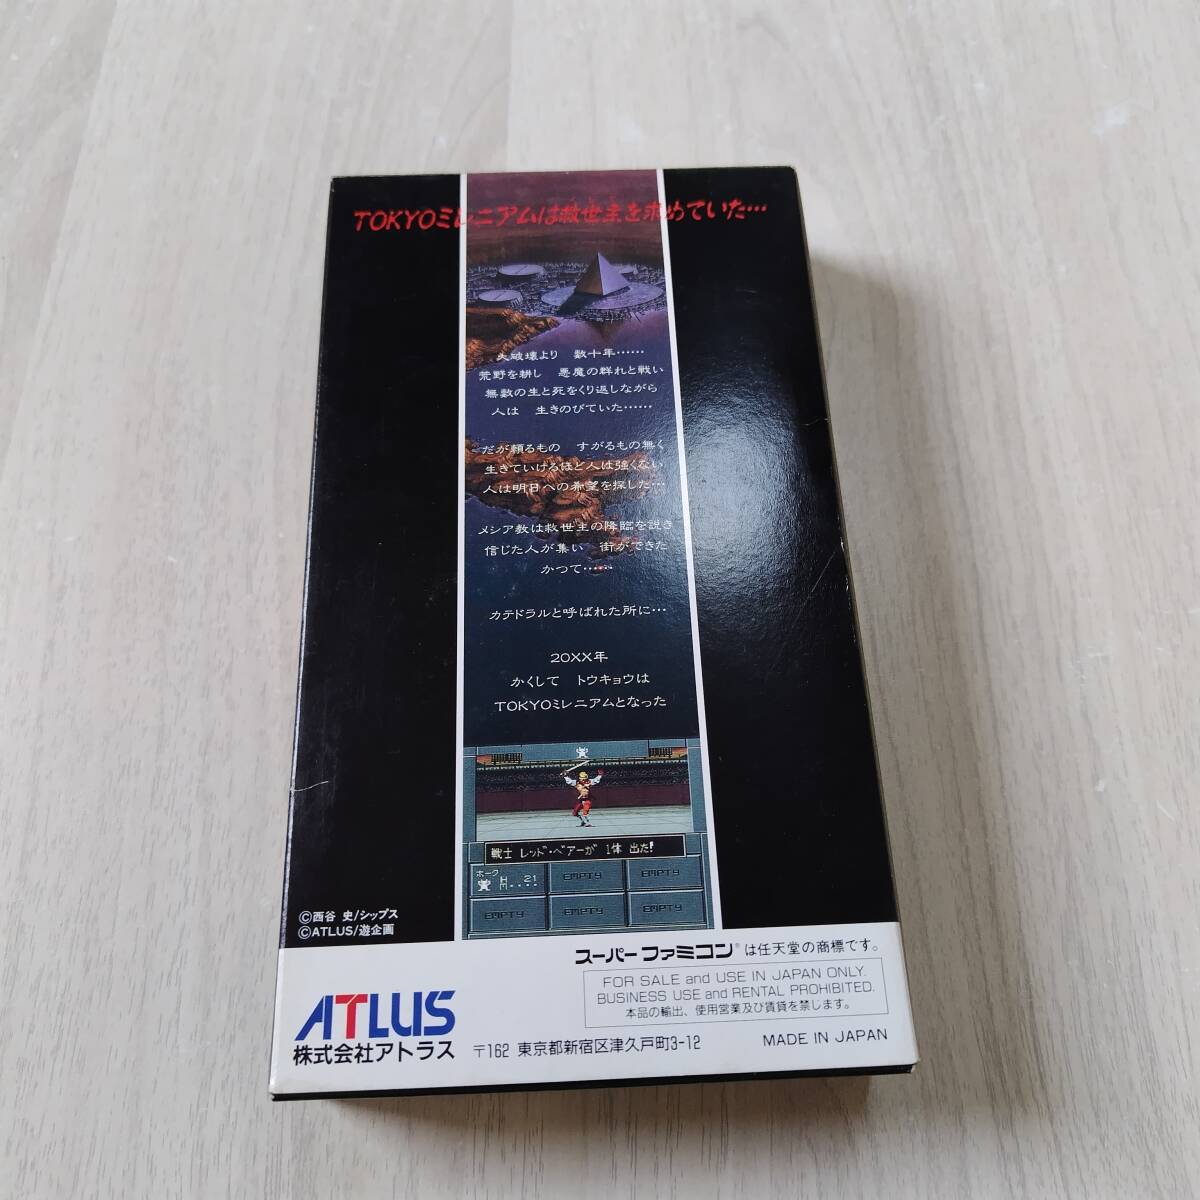 TOKYOミレニアムは救世主を求めていた…
大破壊より 数十年……
荒野を耕し 悪魔の群れと戦い
無数の生と死をくり返しながら
人は 生きのびていた……
だが頼るもの すがるもの無く
生きていけるほど人は強くない
人は明日への希望を探した…
メシア教は救世主の降臨を説き
信じた人が集い 街ができた
かつて……
カテドラルと呼ばれた所に…
20XX年
かくして トウキョウは
TOKYOミレニアムとなった
戦士 レッド・ベアーが 1体 出た!
ホーク
H 21
M....
EMPTY
EMPTY
EMPTY
EMPTY
EMPTY
©西谷 史/シップス
©ATLUS/遊企画
スーパーファミコン®は任天堂の商標です。
FOR SALE and USE IN JAPAN ONLY.
BUSINESS USE and RENTAL PROHIBITED.
本品の輸出、使用営業及び賃貸を禁じます。
ATLUS
株式会社アトラス
〒162 東京都新宿区津久戸町3-12
MADE IN JAPAN